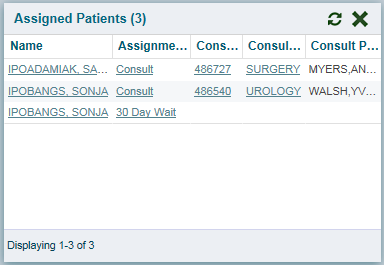 Assigned Patients (3)
Name Assignme... Cons... Consul... Consult P...
IPOADAMIAK, SA... Consult 486727 SURGERY MYERS,AN...
IPOBANGS, SONJA Consult 486540 UROLOGY WALSH,YV...
IPOBANGS, SONJA 30 Day Wait
Displaying 1-3 of 3